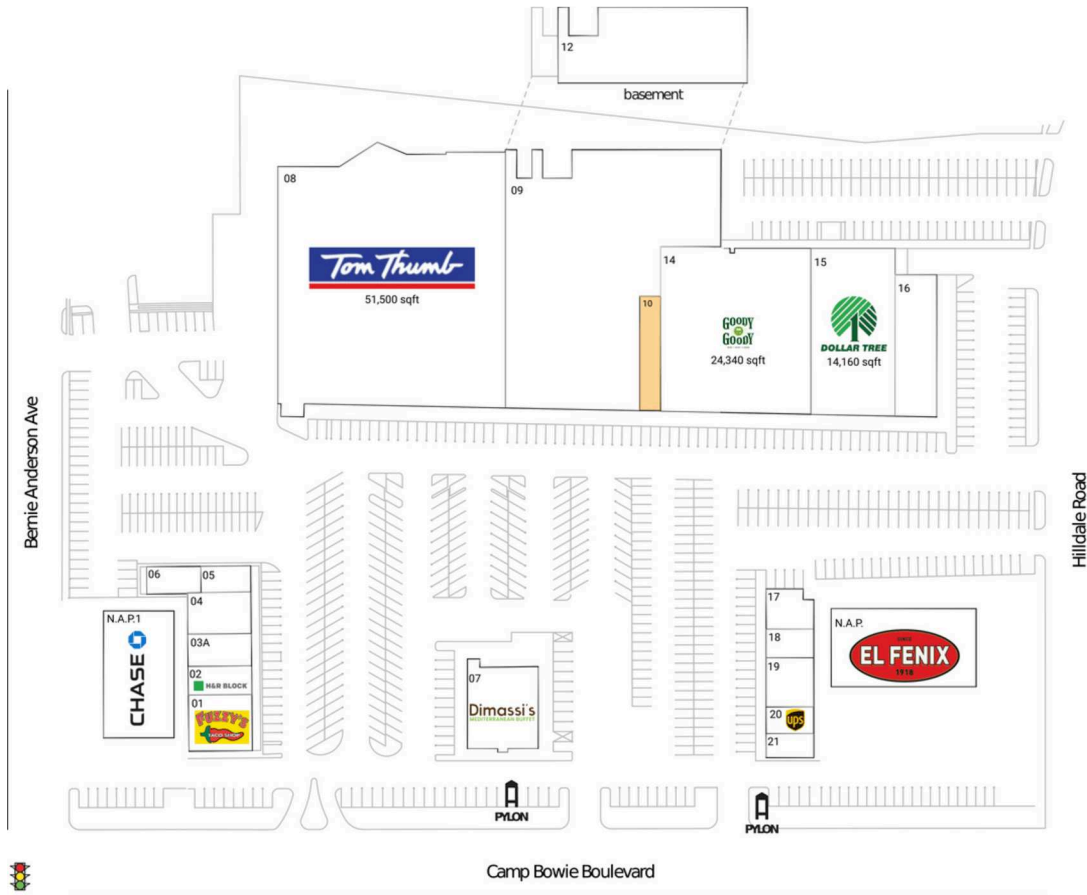 12
basement
08
09
Tom Thumb
51,500 sqft
14
15
16
10
GOODY
GOODY
24,340 sqft
DOLLAR TREE
14,160 sqft
Bernie Anderson Ave
Hilldale Road
06
05
04
03A
02
H&R BLOCK
01
FUZZY'S
TACO SHOP
N.A.P.1
CHASE
07
Dimassi's
MEDITERRANEAN BUFFET
17
18
19
20
ups
21
N.A.P.
SINCE
EL FENIX
1918
PYLON
PYLON
Camp Bowie Boulevard